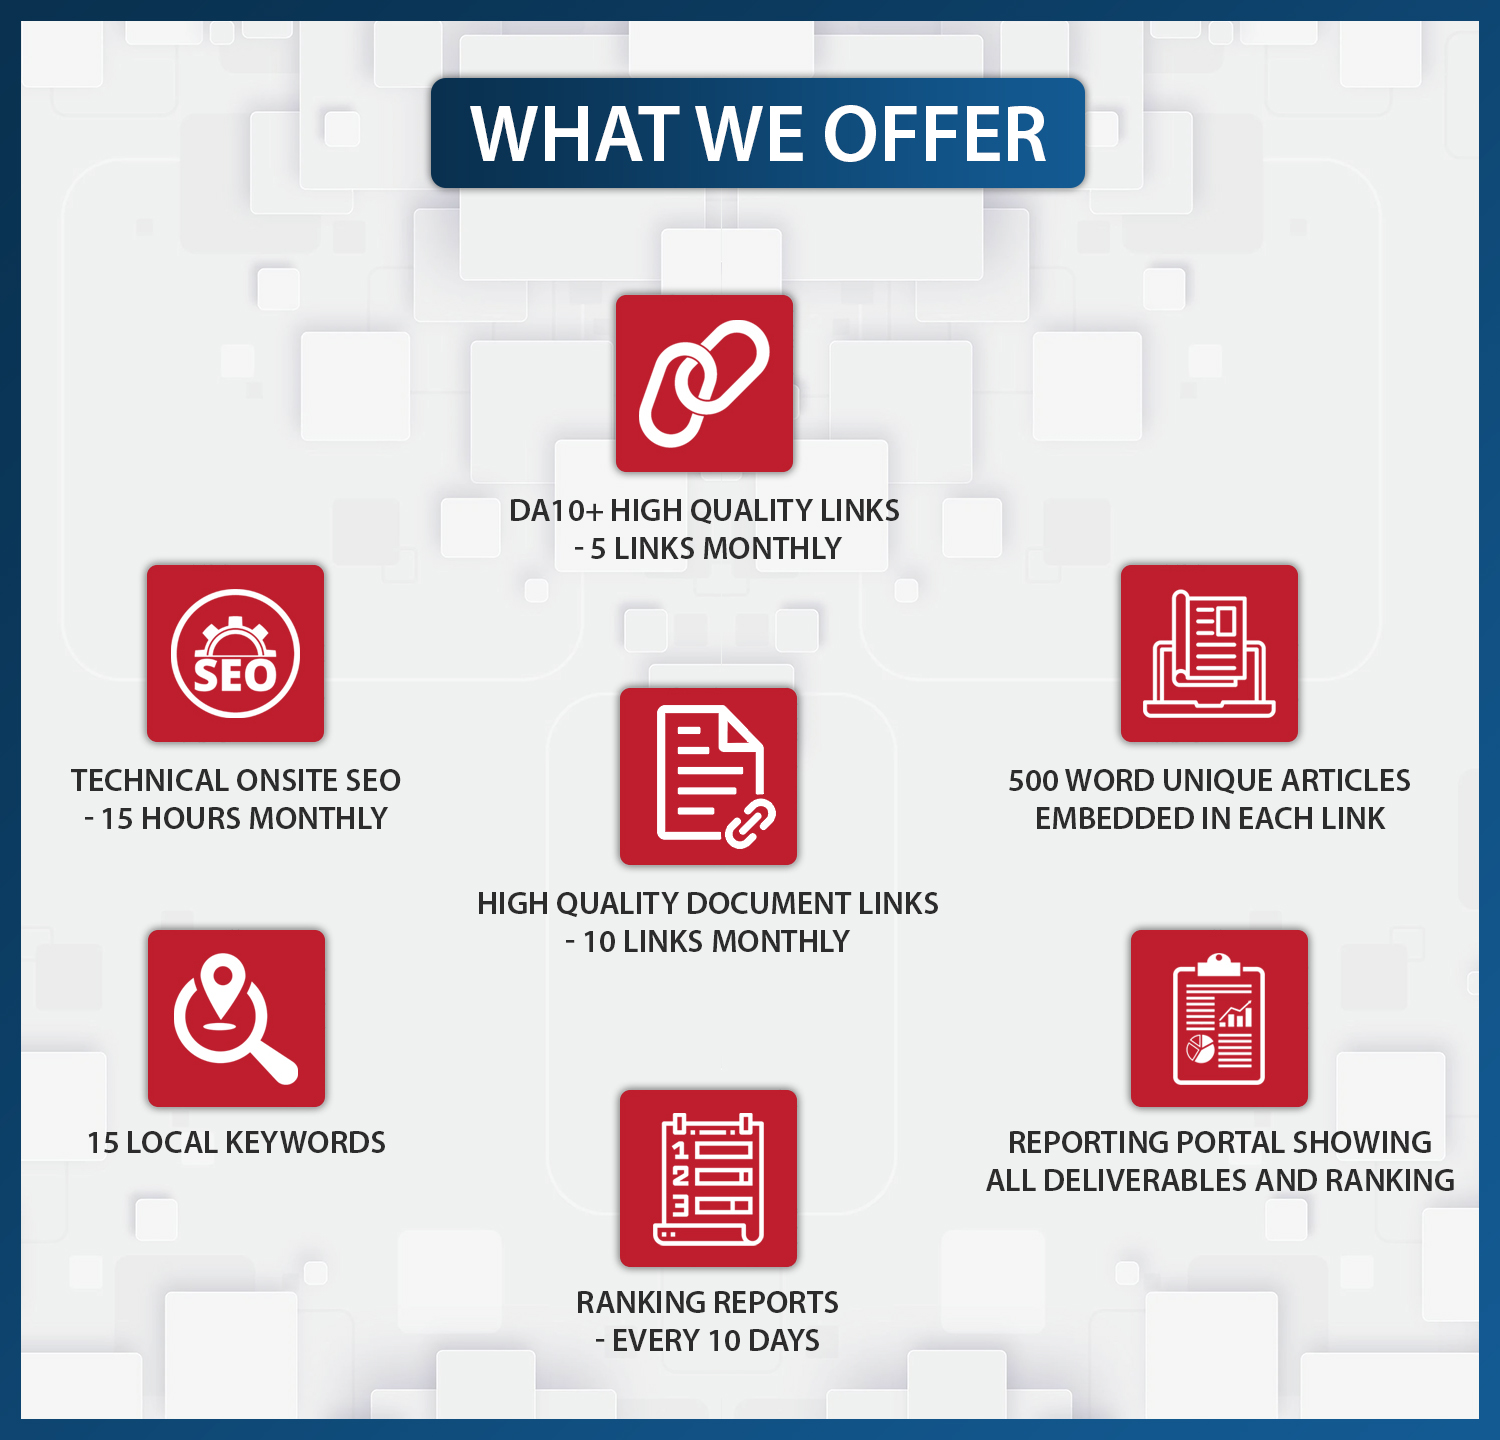 WHAT WE OFFER
DA10+ HIGH QUALITY LINKS
- 5 LINKS MONTHLY
SEO
TECHNICAL ONSITE SEO
- 15 HOURS MONTHLY
500 WORD UNIQUE ARTICLES
EMBEDDED IN EACH LINK
HIGH QUALITY DOCUMENT LINKS
- 10 LINKS MONTHLY
15 LOCAL KEYWORDS
REPORTING PORTAL SHOWING
ALL DELIVERABLES AND RANKING
1
2
3
RANKING REPORTS
- EVERY 10 DAYS